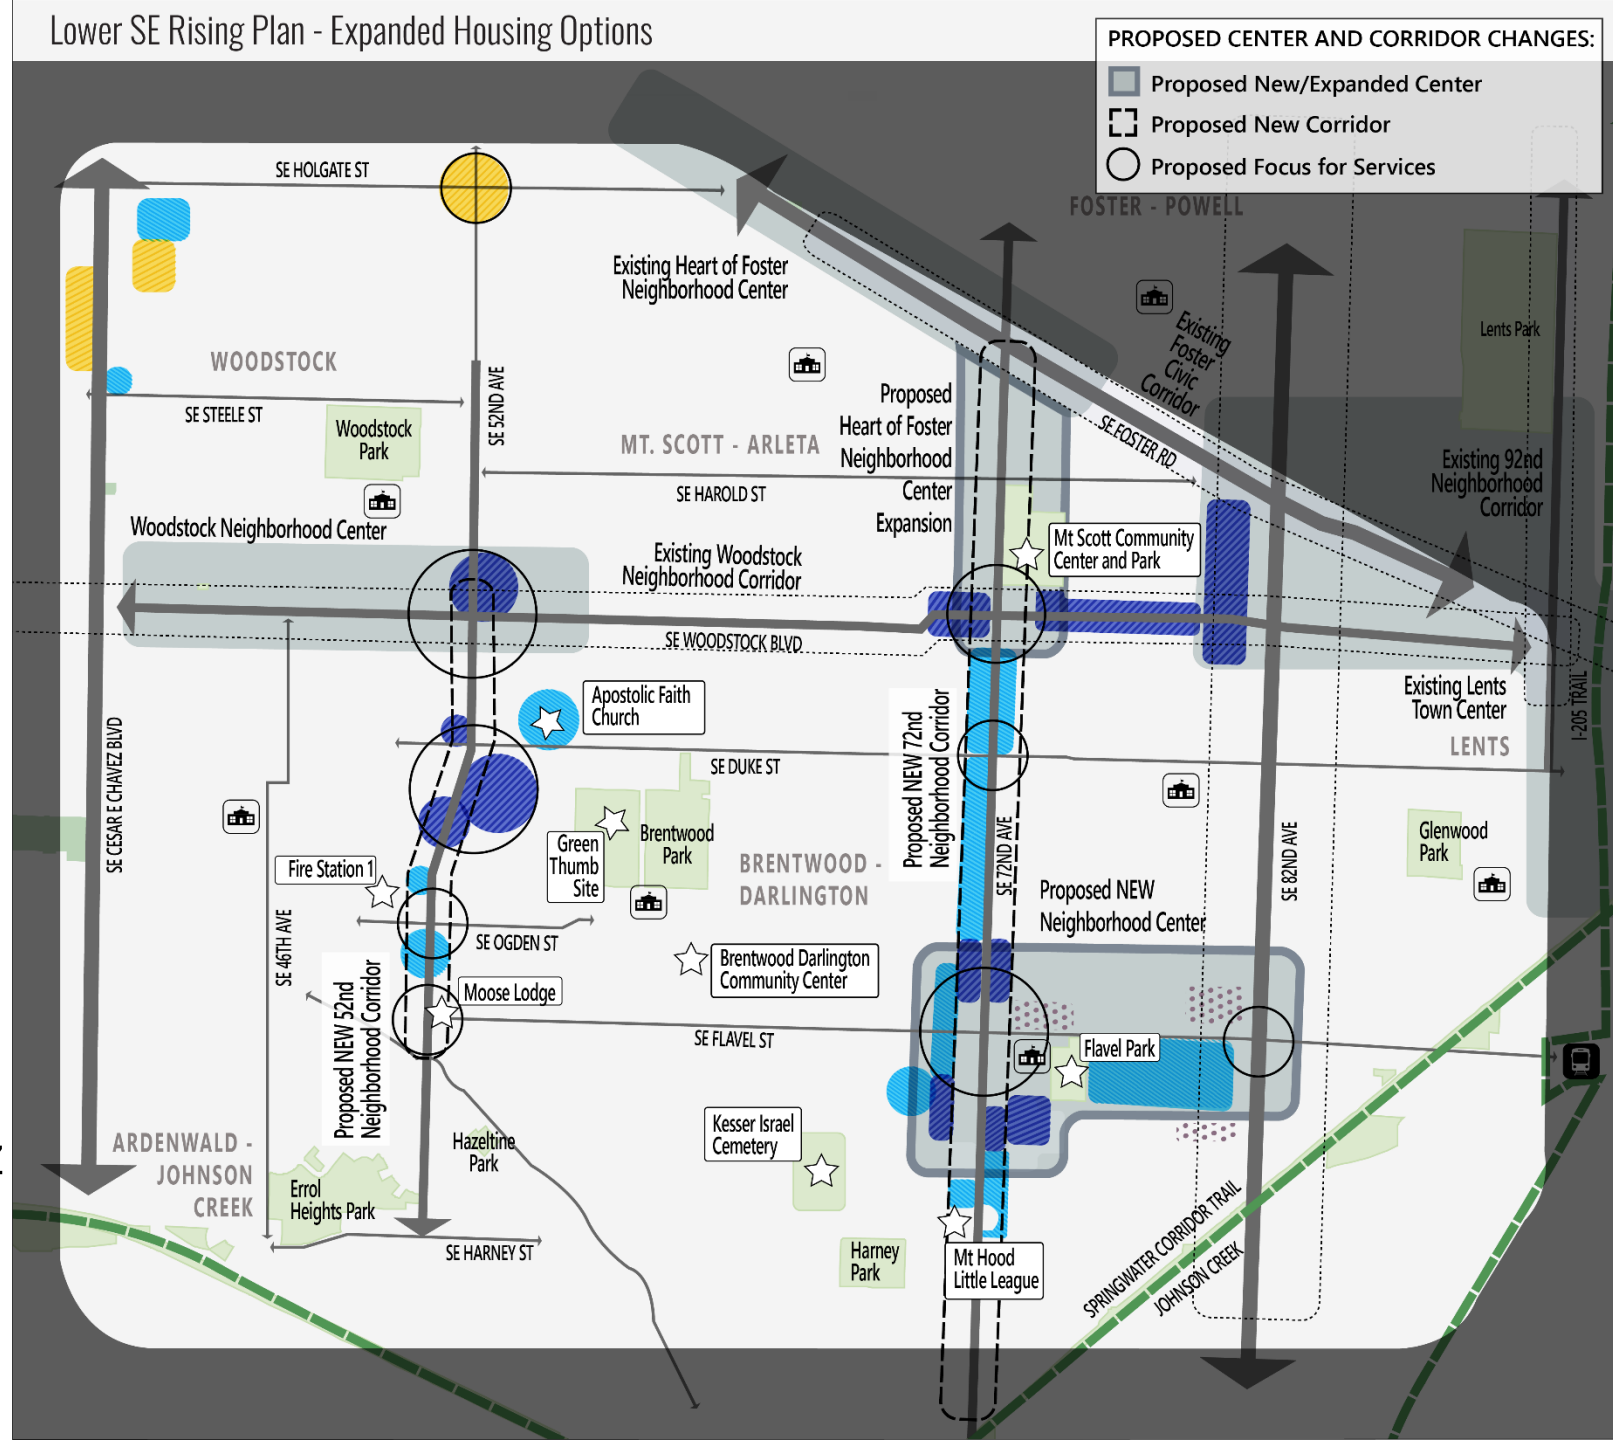 Lower SE Rising Plan - Expanded Housing Options
PROPOSED CENTER AND CORRIDOR CHANGES:
Proposed New/Expanded Center
Proposed New Corridor
Proposed Focus for Services
SE HOLGATE ST
FOSTER - POWELL
Existing Heart of Foster
Neighborhood Center
Existing
Foster
Civic
Corridor
Lents Park
WOODSTOCK
SE STEELE ST
SE 52ND AVE
Woodstock
Park
MT. SCOTT - ARLETA
Proposed
Heart of Foster
Neighborhood
Center
Expansion
SE FOSTER RD
Existing 92nd
Neighborhood
Corridor
SE HAROLD ST
Woodstock Neighborhood Center
Existing Woodstock
Neighborhood Corridor
Mt Scott Community
Center and Park
SE WOODSTOCK BLVD
Existing Lents
Town Center
I-205 TRAIL
LENTS
Apostolic Faith
Church
SE DUKE ST
SE CESAR E CHAVEZ BLVD
Proposed NEW 72nd
Neighborhood Corridor
SE 72ND AVE
SE 82ND AVE
Glenwood
Park
Green
Thumb
Site
Brentwood
Park
BRENTWOOD -
DARLINGTON
Fire Station 1
Proposed NEW
Neighborhood Center
SE 46TH AVE
SE OGDEN ST
Brentwood Darlington
Community Center
Moose Lodge
Proposed NEW 52nd
Neighborhood Corridor
SE FLAVEL ST
Flavel Park
Kesser Israel
Cemetery
ARDENWALD -
JOHNSON
CREEK
Hazeltine
Park
Errol
Heights Park
SE HARNEY ST
Harney
Park
Mt Hood
Little League
SPRINGWATER CORRIDOR TRAIL
JOHNSON CREEK